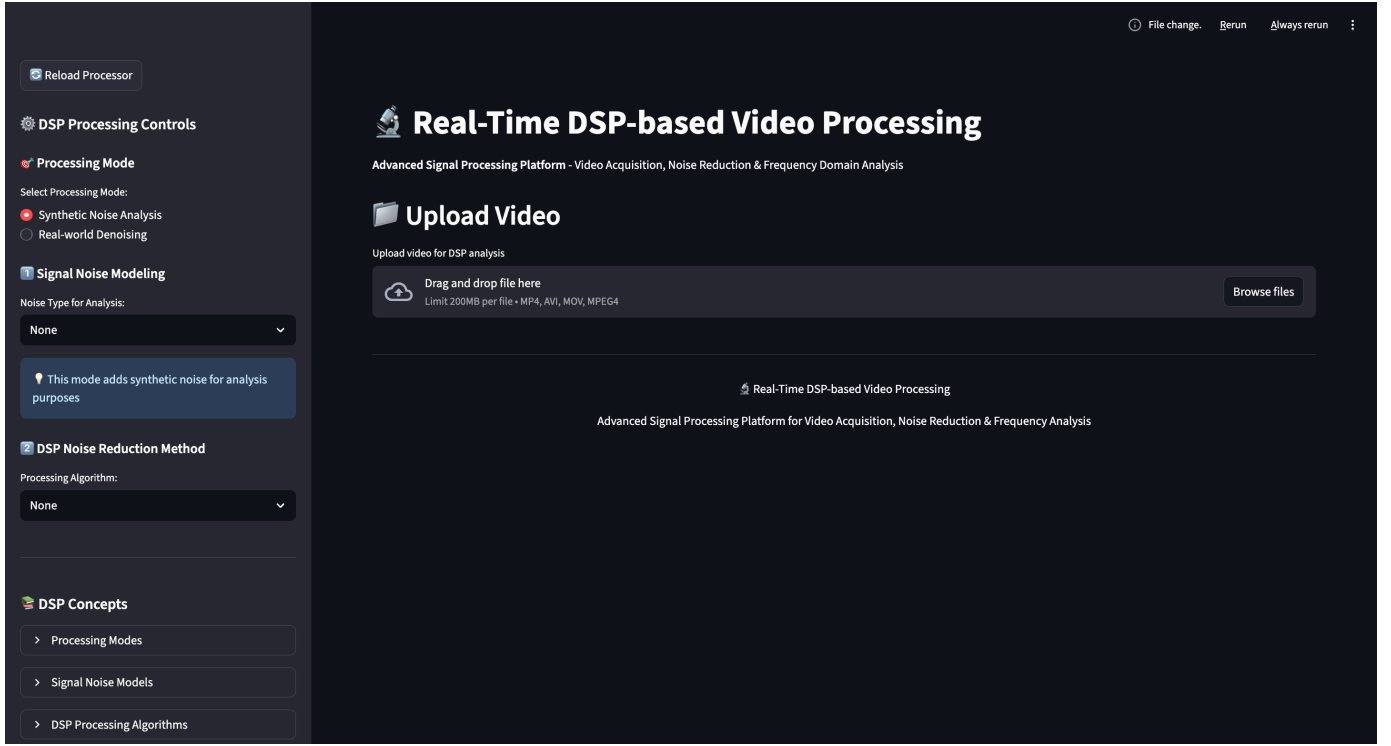 File change. Rerun Always rerun
Reload Processor
DSP Processing Controls
Processing Mode
Select Processing Mode:
Synthetic Noise Analysis
Real-world Denoising
1 Signal Noise Modeling
Noise Type for Analysis:
None
This mode adds synthetic noise for analysis
purposes
2 DSP Noise Reduction Method
Processing Algorithm:
None
DSP Concepts
Processing Modes
Signal Noise Models
DSP Processing Algorithms
Real-Time DSP-based Video Processing
Advanced Signal Processing Platform - Video Acquisition, Noise Reduction & Frequency Domain Analysis
Upload Video
Upload video for DSP analysis
Drag and drop file here
Limit 200MB per file • MP4, AVI, MOV, MPEG4
Browse files
Real-Time DSP-based Video Processing
Advanced Signal Processing Platform for Video Acquisition, Noise Reduction & Frequency Analysis